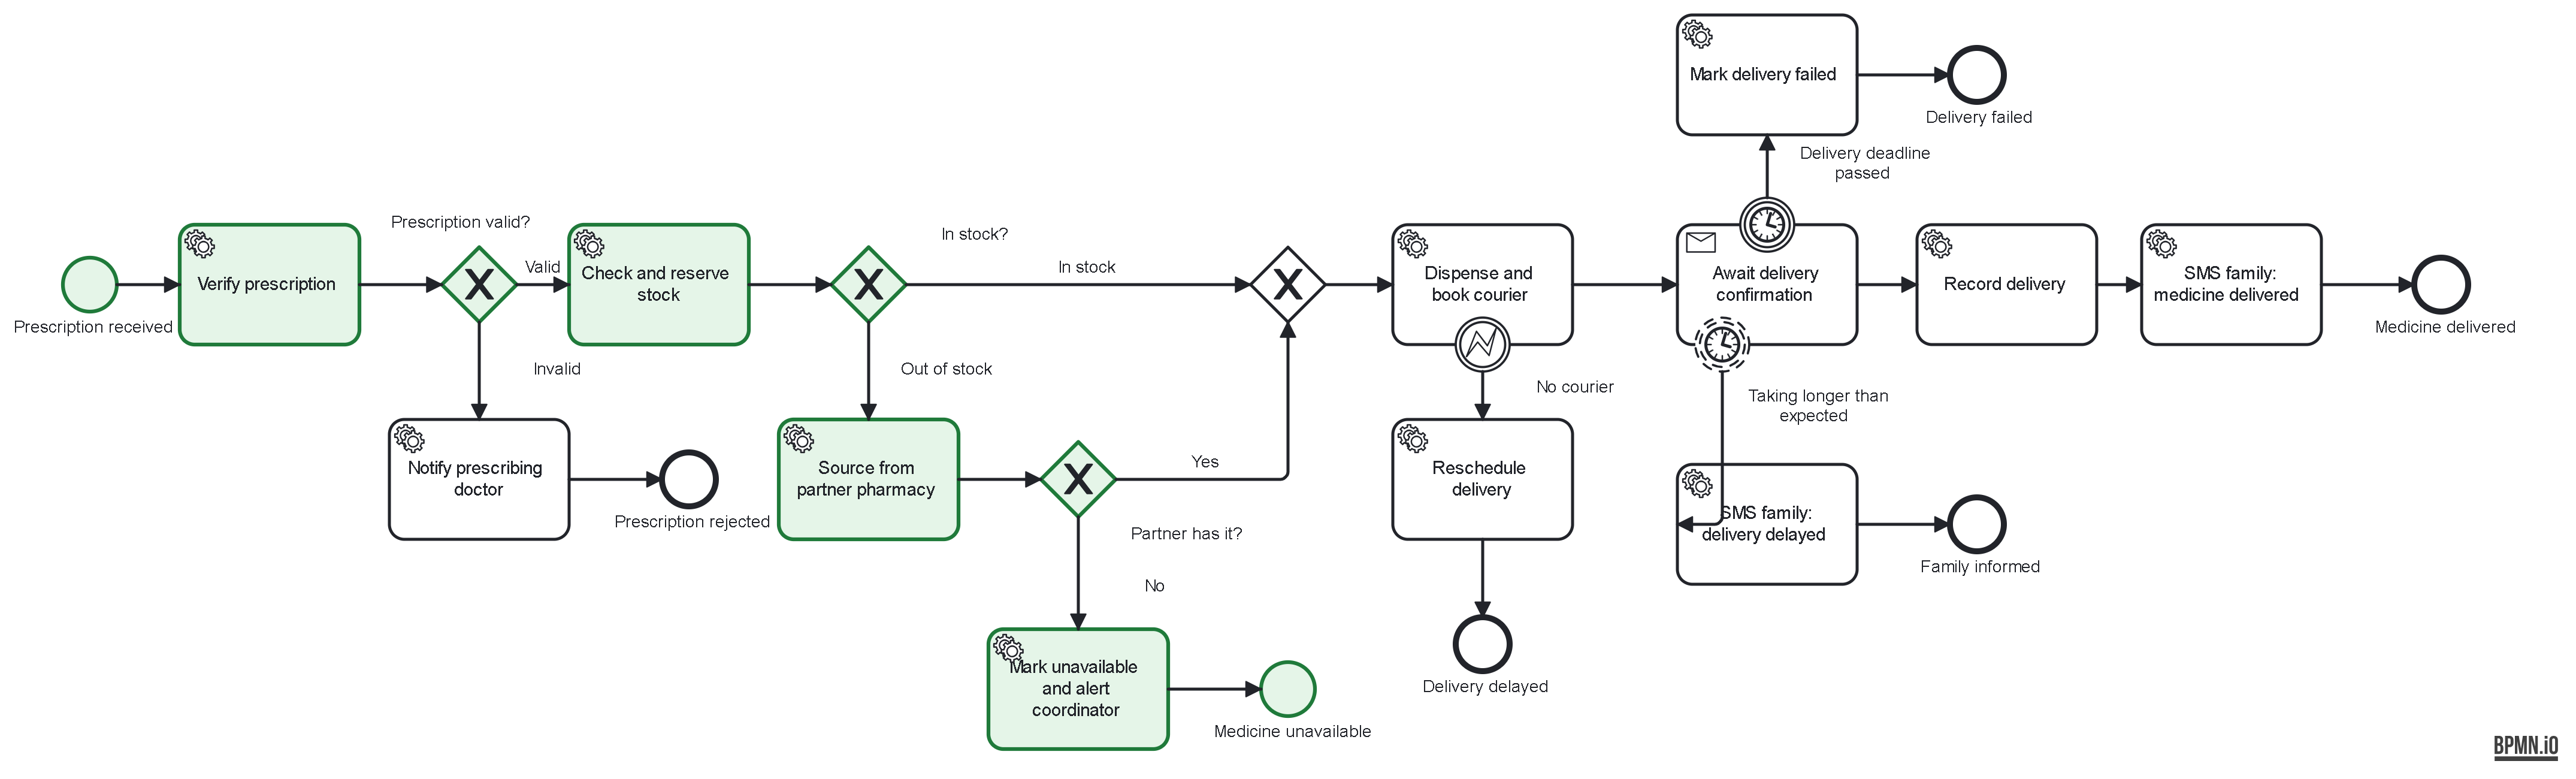 Mark delivery failed
Delivery failed
Delivery deadline
passed
Prescription received
Verify prescription
Prescription valid?
Valid
Invalid
Check and reserve
stock
In stock?
In stock
Out of stock
Dispense and
book courier
No courier
Await delivery
confirmation
Taking longer than
expected
Record delivery
SMS family:
medicine delivered
Medicine delivered
Notify prescribing
doctor
Prescription rejected
Source from
partner pharmacy
Yes
Partner has it?
No
Reschedule
delivery
Delivery delayed
SMS family:
delivery delayed
Family informed
Mark unavailable
and alert
coordinator
Medicine unavailable
BPMN.iO